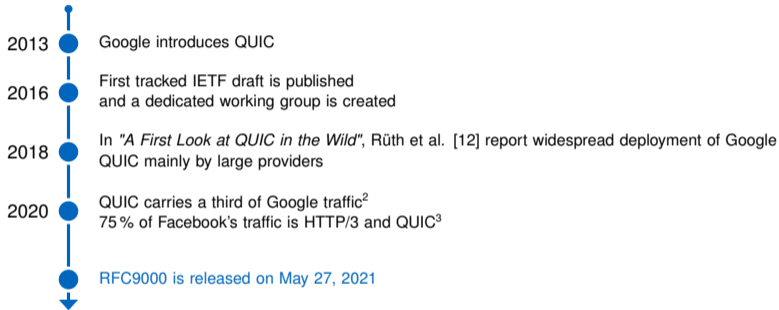 2013 Google introduces QUIC
2016 First tracked IETF draft is published
and a dedicated working group is created
2018 In "A First Look at QUIC in the Wild", Rüth et al. [12] report widespread deployment of Google
QUIC mainly by large providers
2020 QUIC carries a third of Google traffic²
75 % of Facebook's traffic is HTTP/3 and QUIC³
RFC9000 is released on May 27, 2021